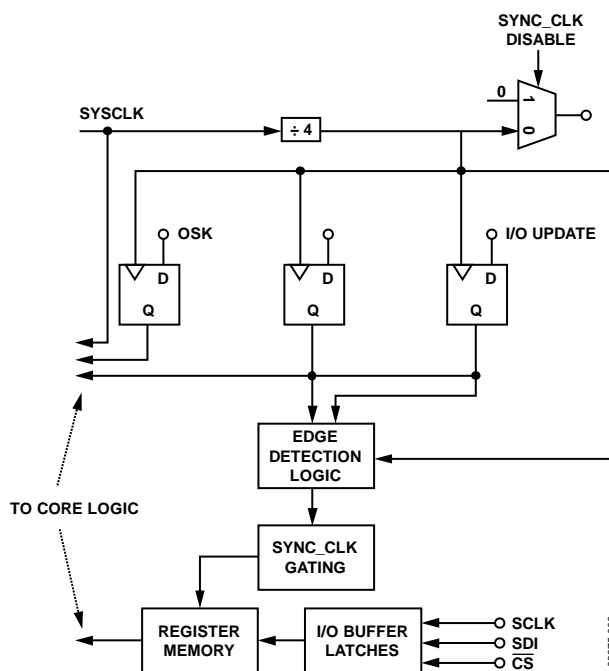 SYNC_CLK
DISABLE
0
1
0
SYSCLK
÷ 4
OSK
I/O UPDATE
D
Q
D
Q
D
Q
EDGE
DETECTION
LOGIC
TO CORE LOGIC
SYNC_CLK
GATING
REGISTER
MEMORY
I/O BUFFER
LATCHES
SCLK
SDI
CS